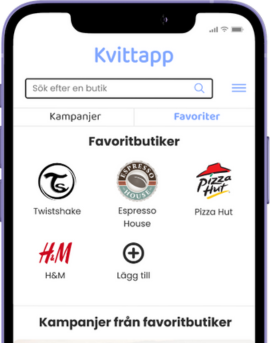 Kvittapp
Sök efter en butik
Kampanjer
Favoriter
Favoritbutiker
Ts
ESPRESSO
HOUSE
Pizza
Hut
Twistshake
Espresso
House
Pizza Hut
H&M
H&M
Lägg till
Kampanjer från favoritbutiker